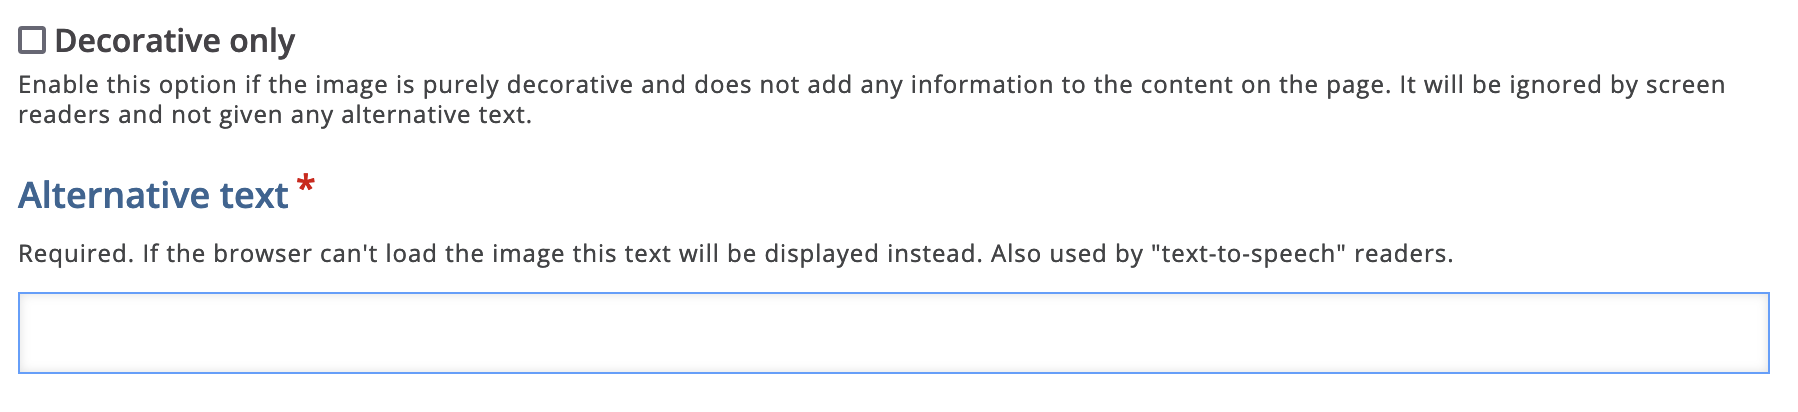 Decorative only
Enable this option if the image is purely decorative and does not add any information to the content on the page. It will be ignored by screen
readers and not given any alternative text.
Alternative text *
Required. If the browser can't load the image this text will be displayed instead. Also used by "text-to-speech" readers.